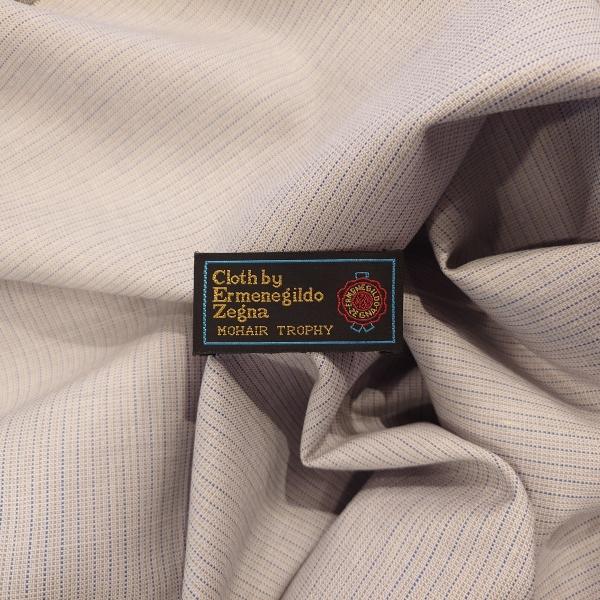 Cloth by
Ermenegildo
Zegna
MOHAIR TROPHY
ERMENEGILDO
ZEGNA